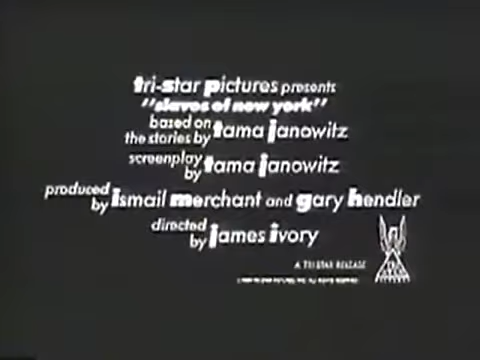 tri-star pictures presents
"slaves of new york"
based on
the stories by tama janowitz
screenplay
by tama janowitz
produced
by ismail merchant and gary hendler
directed
by james ivory
A TRI-STAR RELEASE